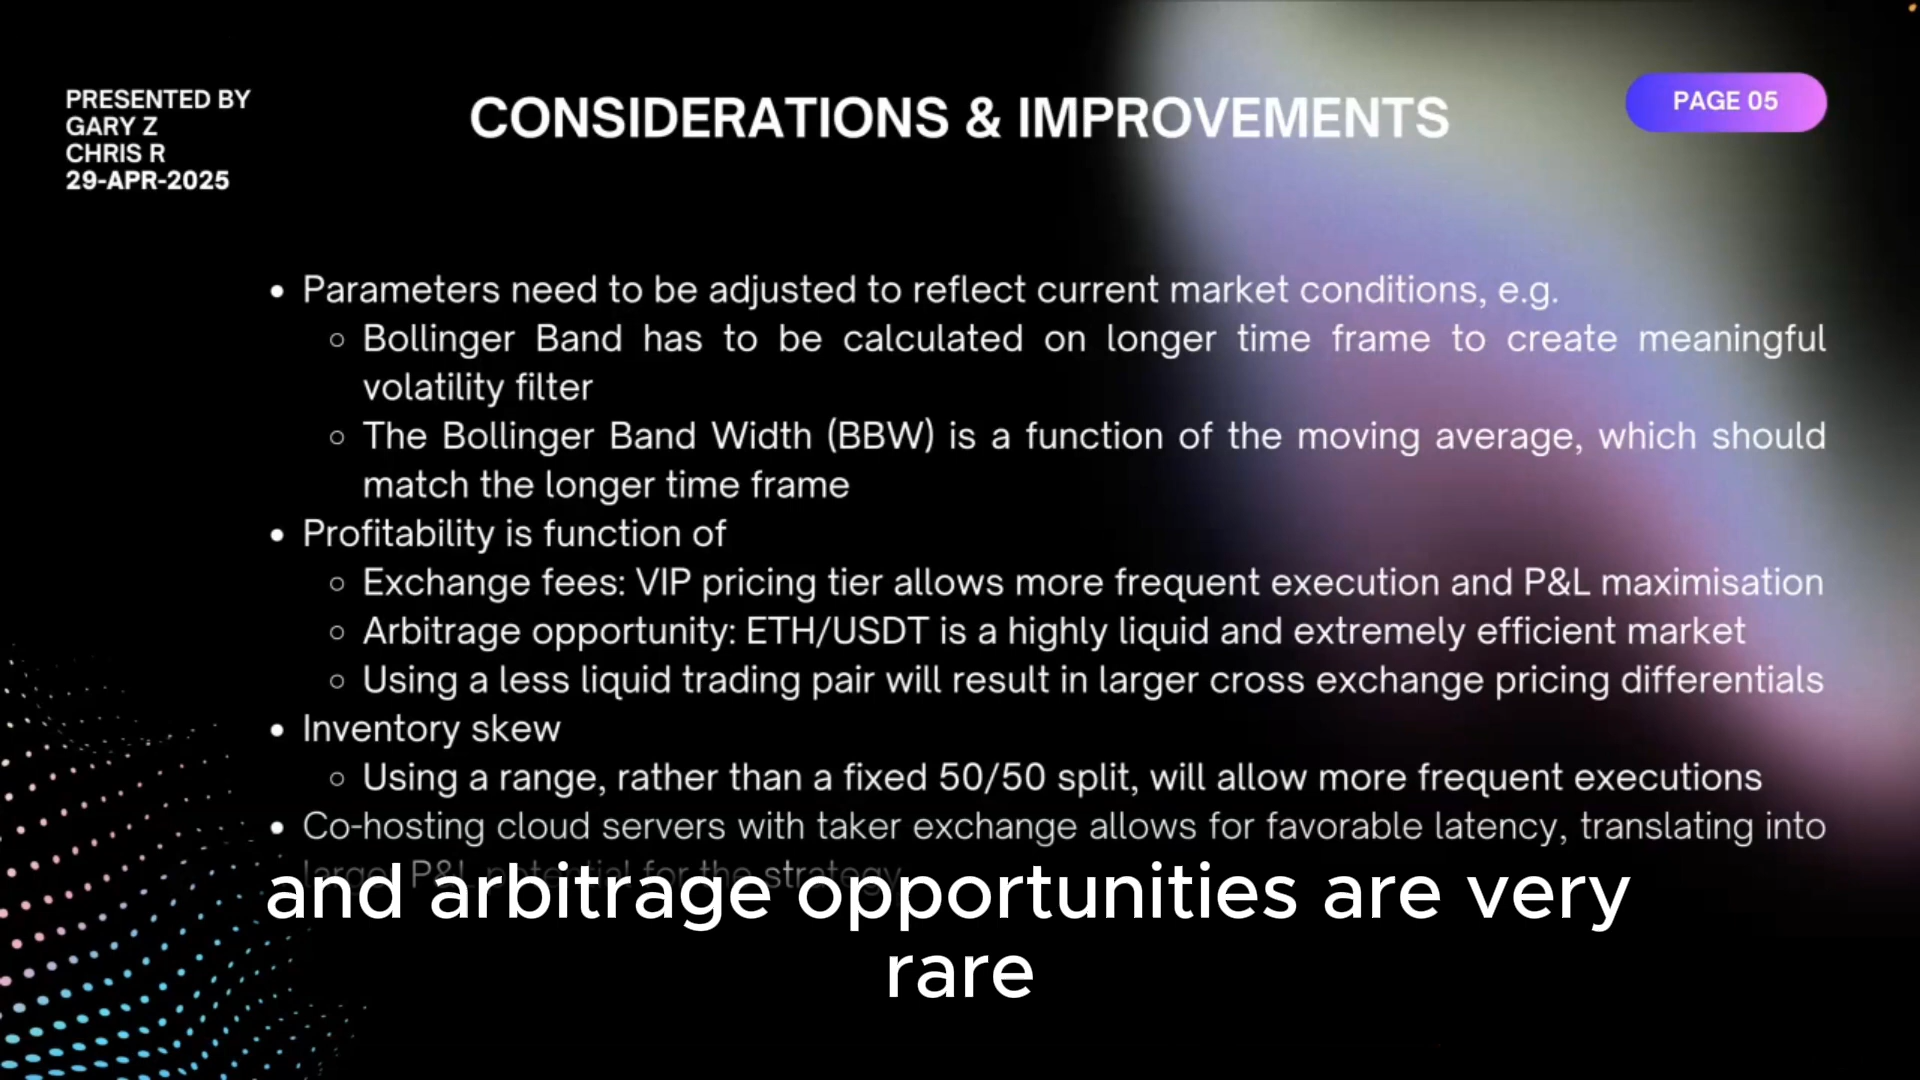 PRESENTED BY
GARY Z
CHRIS R
29-APR-2025
CONSIDERATIONS & IMPROVEMENTS
PAGE 05
• Parameters need to be adjusted to reflect current market conditions, e.g.
○ Bollinger Band has to be calculated on longer time frame to create meaningful
volatility filter
○ The Bollinger Band Width (BBW) is a function of the moving average, which should
match the longer time frame
• Profitability is function of
○ Exchange fees: VIP pricing tier allows more frequent execution and P&L maximisation
○ Arbitrage opportunity: ETH/USDT is a highly liquid and extremely efficient market
○ Using a less liquid trading pair will result in larger cross exchange pricing differentials
• Inventory skew
○ Using a range, rather than a fixed 50/50 split, will allow more frequent executions
• Co-hosting cloud servers with taker exchange allows for favorable latency, translating into
larger P&L potential for the strategy
and arbitrage opportunities are very
rare